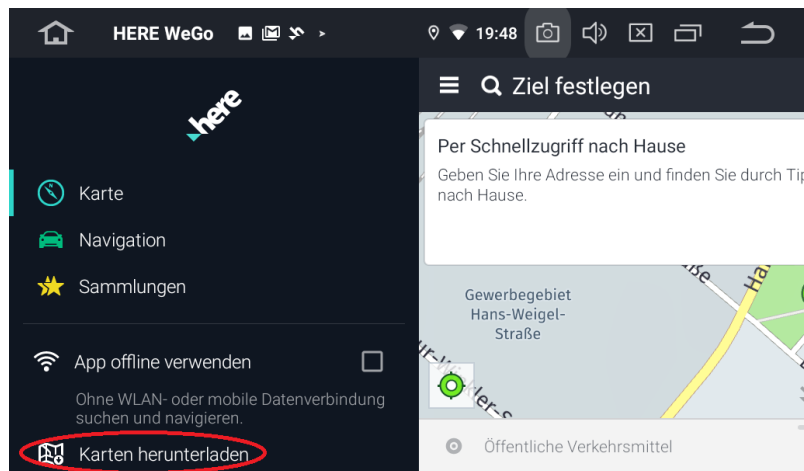 HERE WeGo
19:48
here
Karte
Navigation
Sammlungen
App offline verwenden
Ohne WLAN- oder mobile Datenverbindung
suchen und navigieren.
Karten herunterladen
Ziel festlegen
Per Schnellzugriff nach Hause
Geben Sie Ihre Adresse ein und finden Sie durch Tip
nach Hause.
Gewerbegebiet
Hans-Weigel-
Straße
Öffentliche Verkehrsmittel